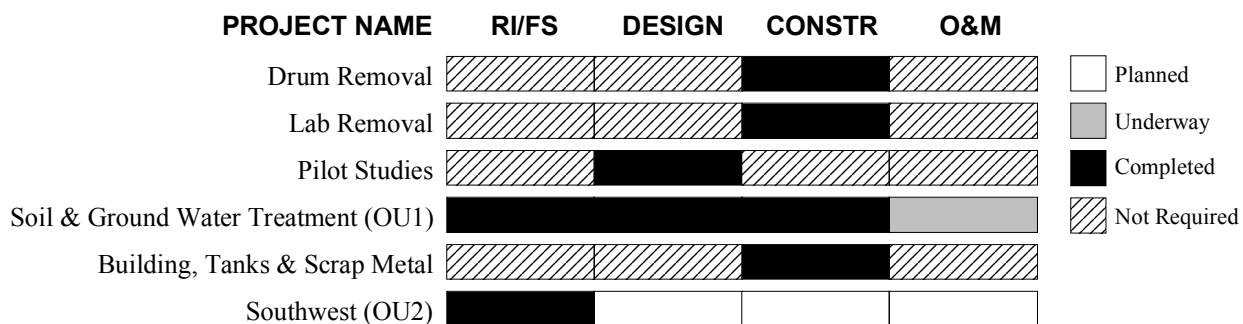 PROJECT NAME RI/FS DESIGN CONSTR O&M
Drum Removal
Planned
Lab Removal
Underway
Pilot Studies
Completed
Soil & Ground Water Treatment (OU1)
Not Required
Building, Tanks & Scrap Metal
Southwest (OU2)